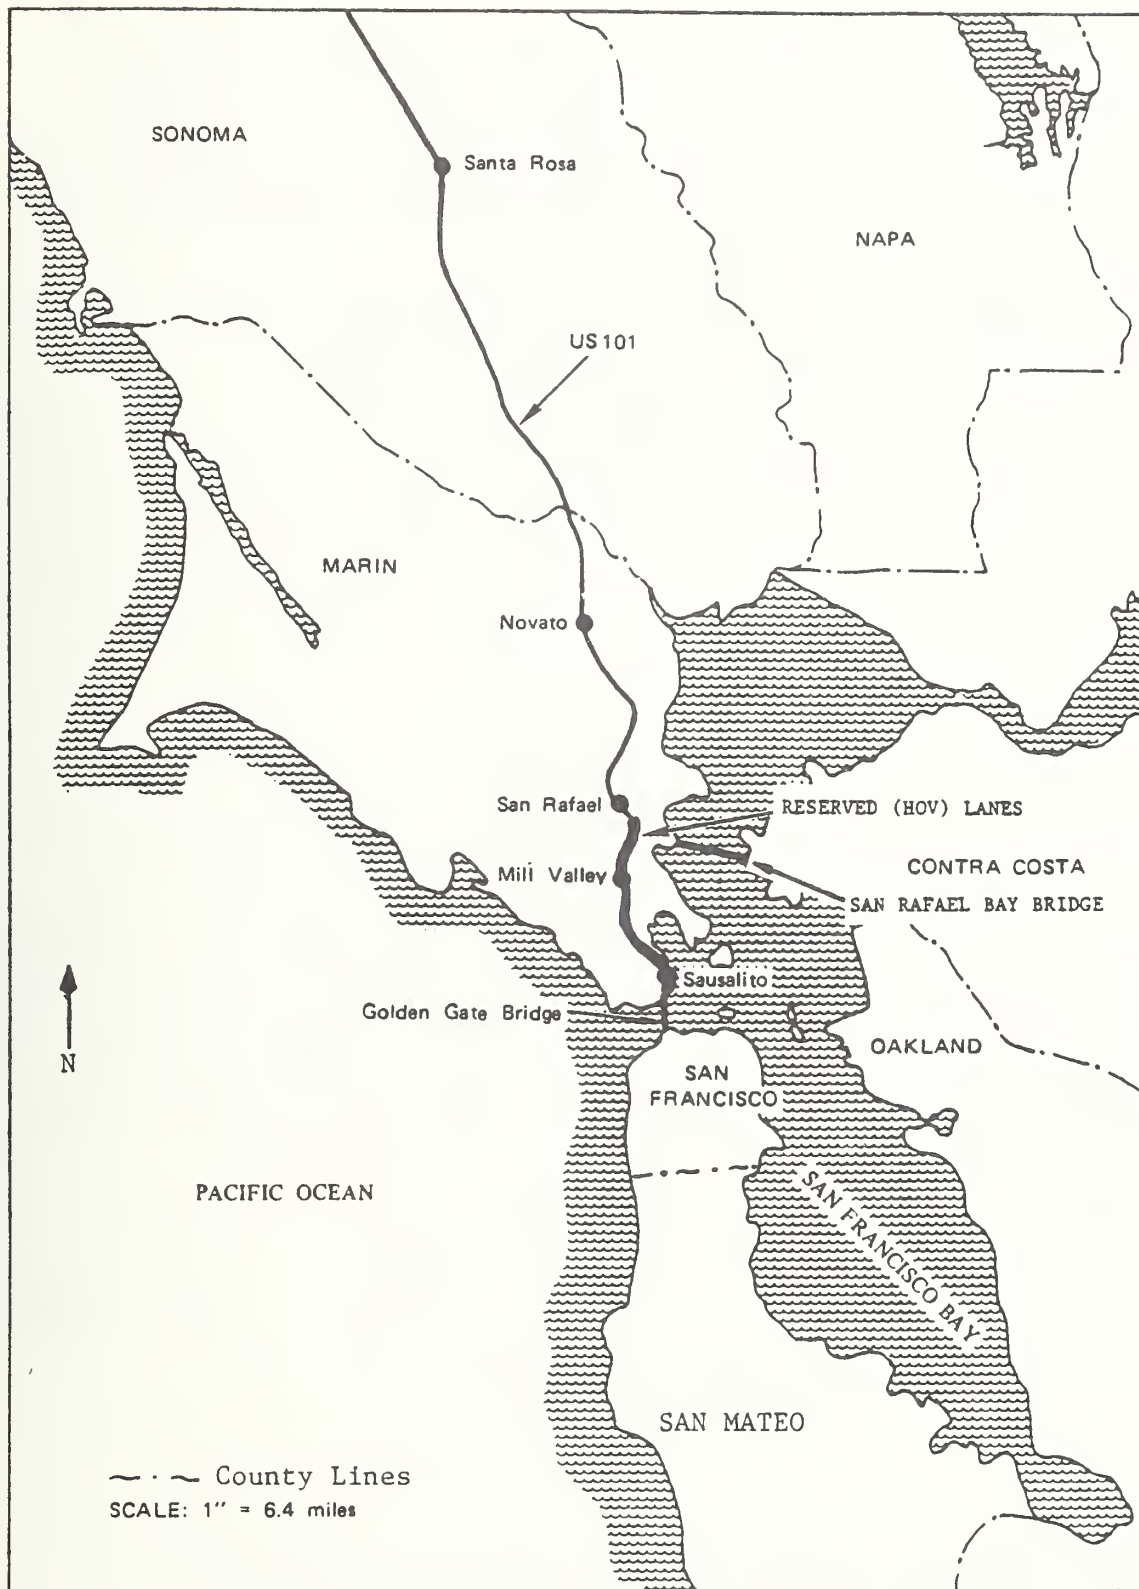 SONOMA
Santa Rosa
NAPA
US101
MARIN
Novato
San Rafael
RESERVED (HOV) LANES
Mill Valley
CONTRA COSTA
SAN RAFAEL BAY BRIDGE
Sausalito
Golden Gate Bridge
N
OAKLAND
SAN
FRANCISCO
PACIFIC OCEAN
SAN FRANCISCO BAY
SAN MATEO
County Lines
SCALE: 1" = 6.4 miles